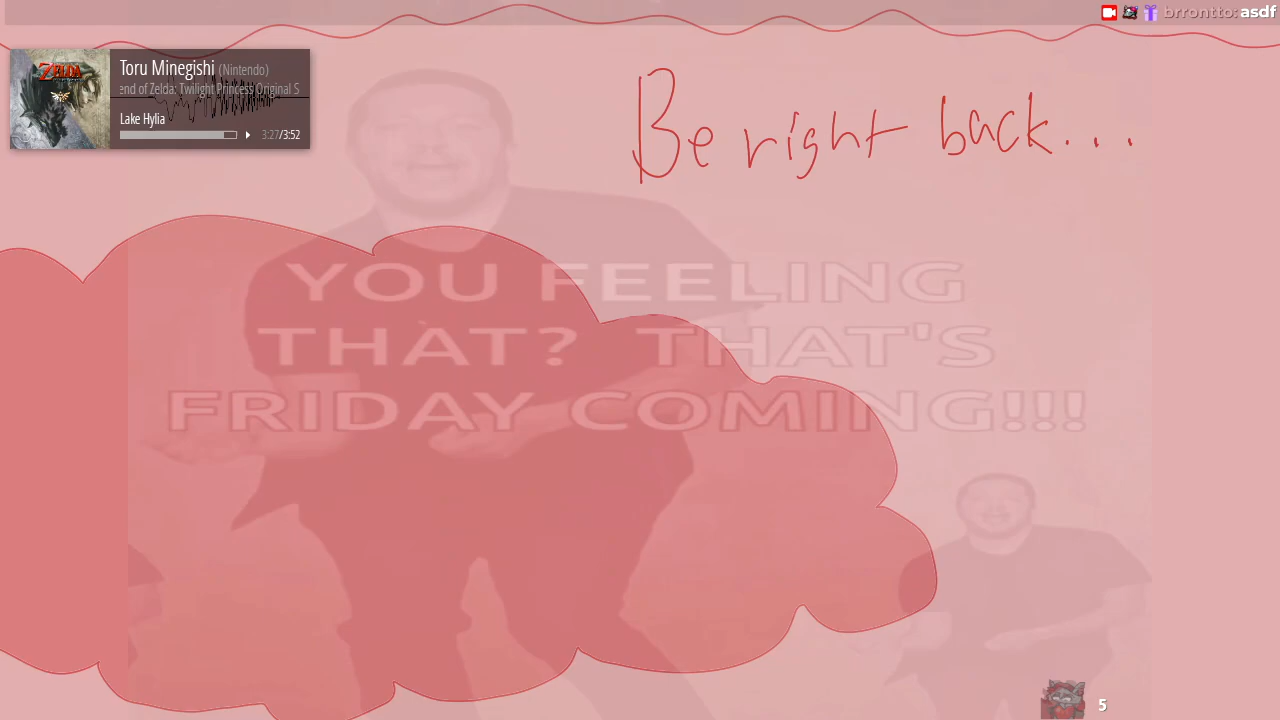 brrontto: asdf
ZELDA
Toru Minegishi (Nintendo)
end of Zelda: Twilight Princess Original S
Lake Hylia
3:27/3:52
Be right back...
YOU FEELING
THAT? THAT'S
FRIDAY COMING!!!
5